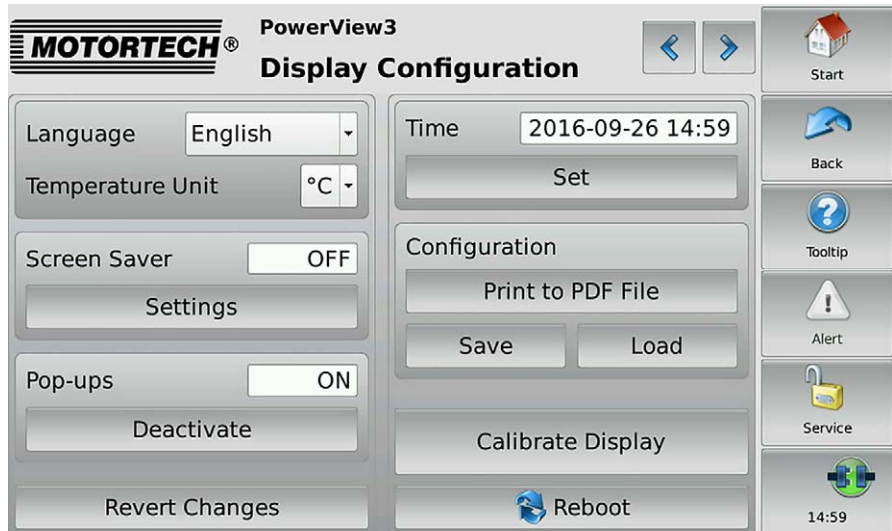 MOTORTECH®
PowerView3
Display Configuration
Start
Language English
Temperature Unit °C
Screen Saver OFF
Settings
Pop-ups ON
Deactivate
Revert Changes
Time 2016-09-26 14:59
Set
Configuration
Print to PDF File
Save Load
Calibrate Display
Reboot
Back
Tooltip
Alert
Service
14:59